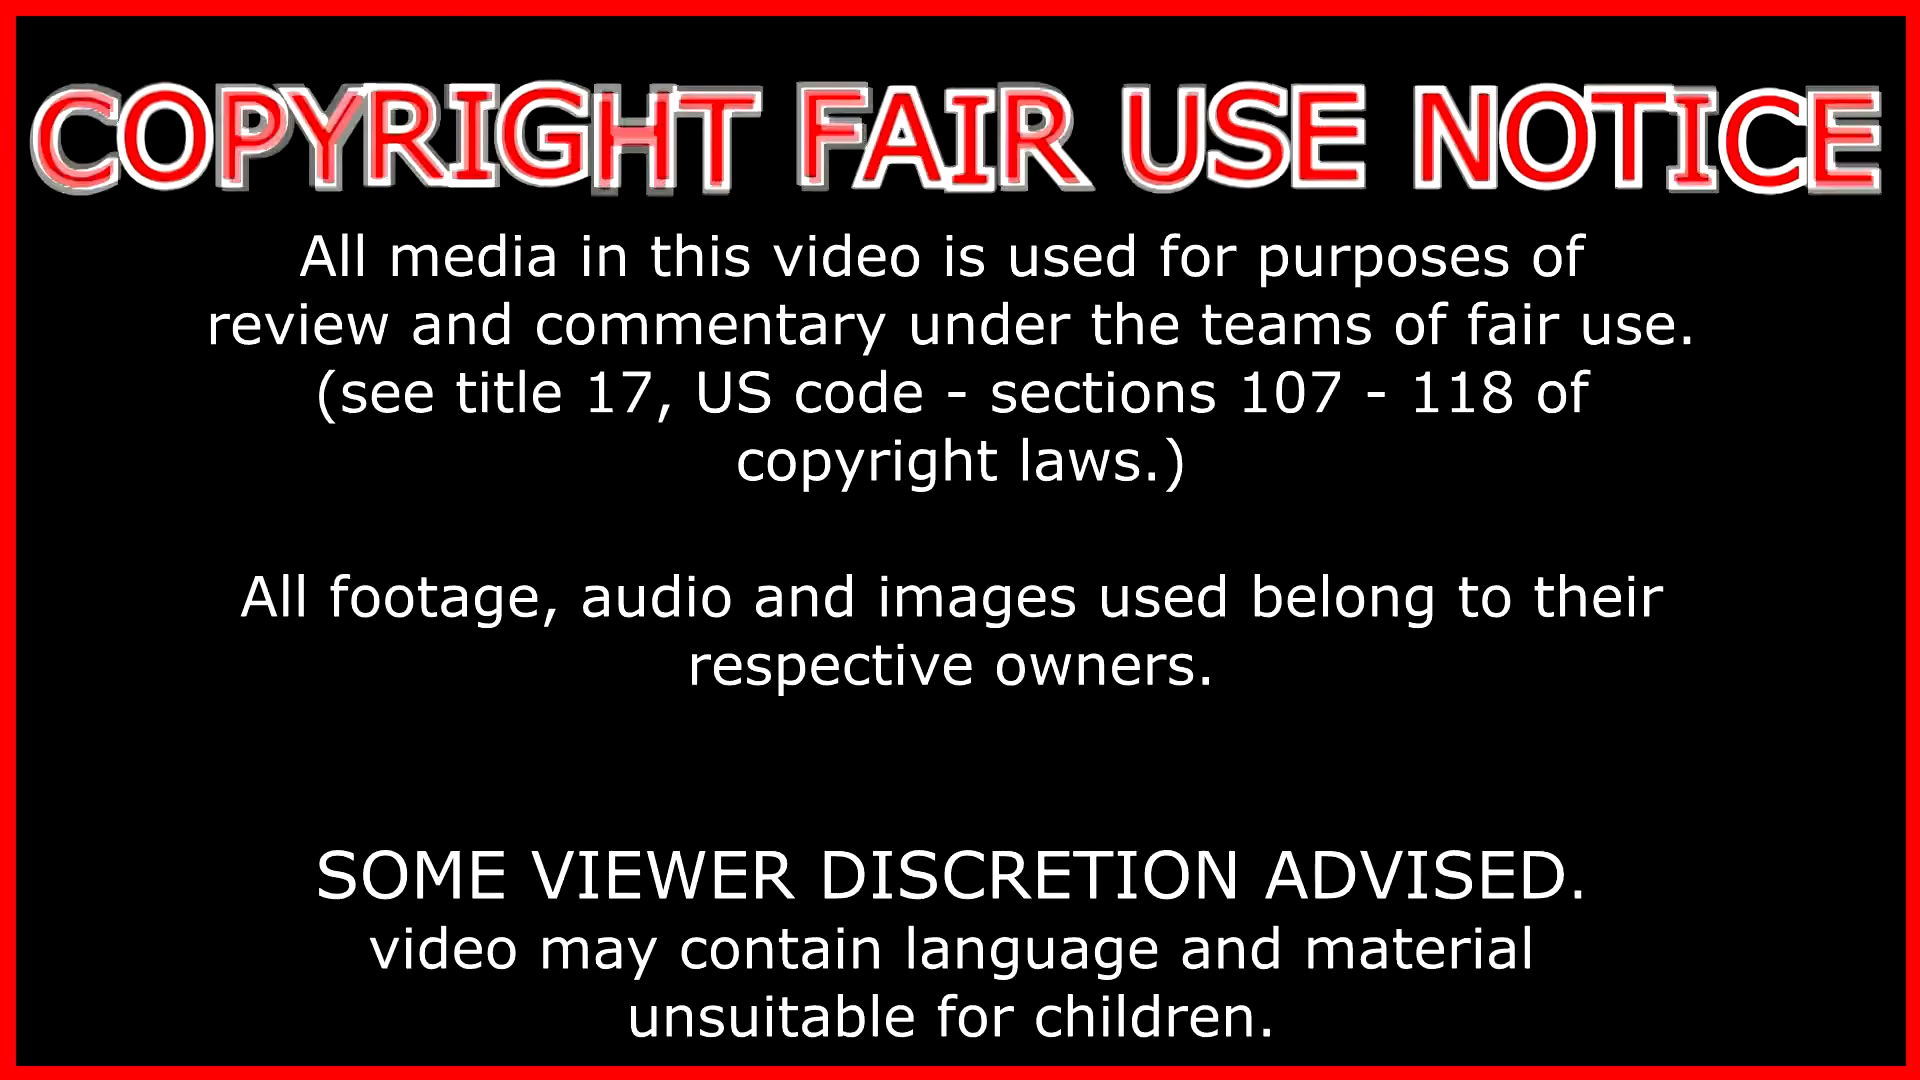 COPYRIGHT FAIR USE NOTICE
All media in this video is used for purposes of
review and commentary under the teams of fair use.
(see title 17, US code - sections 107 - 118 of
copyright laws.)
All footage, audio and images used belong to their
respective owners.
SOME VIEWER DISCRETION ADVISED.
video may contain language and material
unsuitable for children.